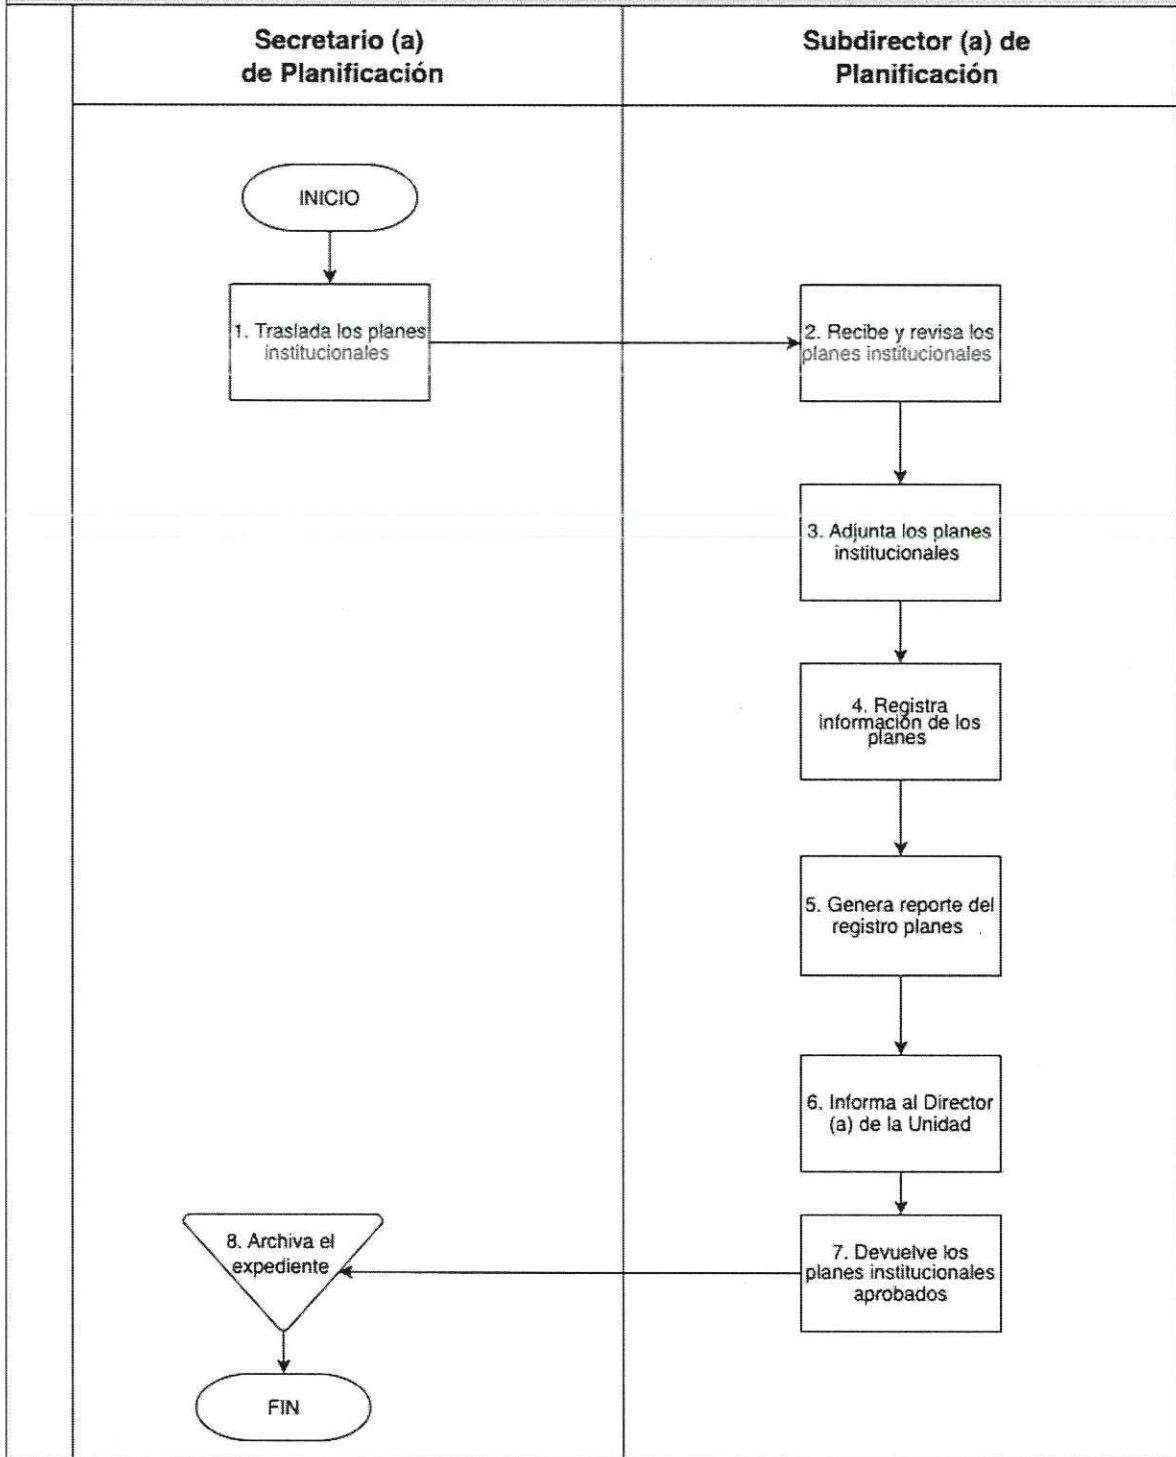 Secretario (a)
de Planificación
Subdirector (a) de
Planificación
INICIO
1. Traslada los planes
institucionales
2. Recibe y revisa los
planes institucionales
3. Adjunta los planes
institucionales
4. Registra
información de los
planes
5. Genera reporte del
registro planes
6. Informa al Director
(a) de la Unidad
7. Devuelve los
planes institucionales
aprobados
8. Archiva el
expediente
FIN